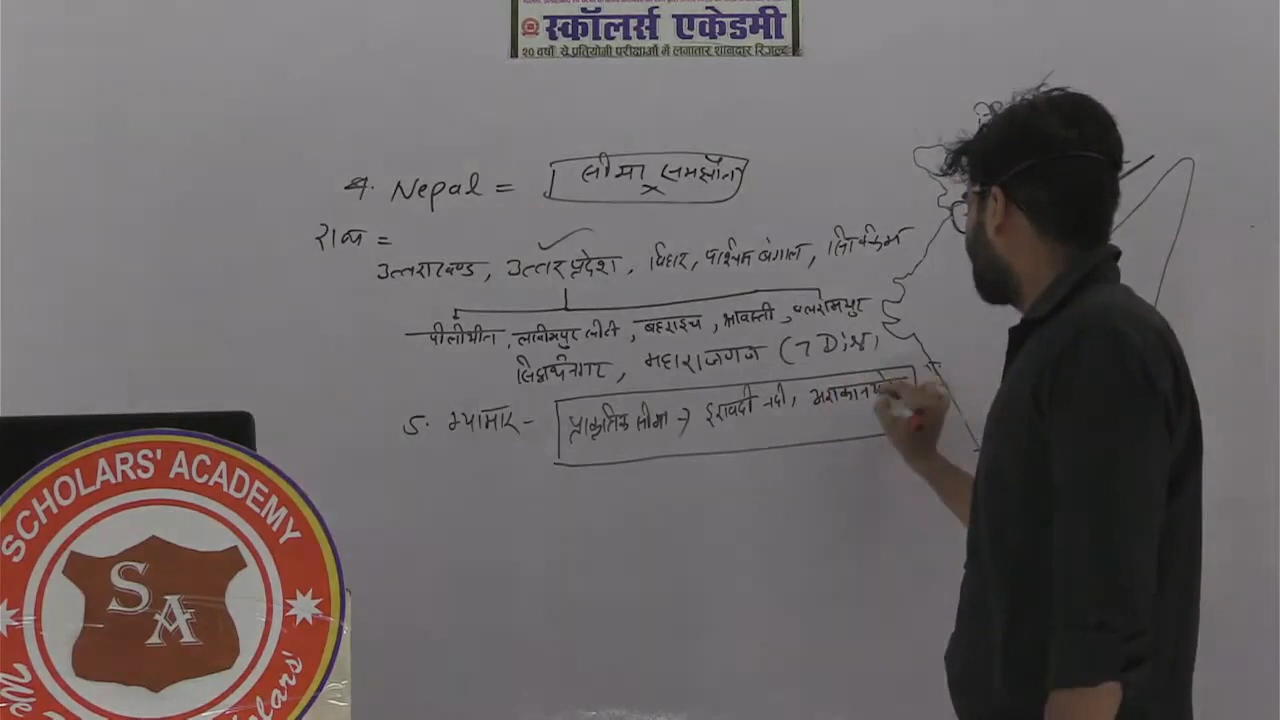 स्कॉलर्स एकेडमी
२० वर्षो से प्रतियोगी परीक्षाओं में लगातार शानदार रिजल्ट
4. Nepal = सीमा समझौता
राज्य =
उत्तराखण्ड, उत्तर प्रदेश, बिहार, पश्चिम बंगाल, सिक्किम
पीलीभीत, लखीमपुर खीरी, बहराइच, श्रावस्ती, बलरामपुर
सिद्धार्थनगर, महाराजगंज (7 Dist)
5. म्यामार - प्राकृतिक सीमा → इरावदी नदी, अराकान
SCHOLARS' ACADEMY
SA